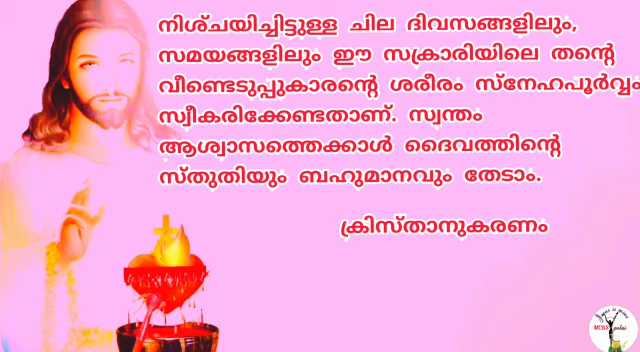 നിശ്ചയിച്ചിട്ടുള്ള ചില ദിവസങ്ങളിലും,
സമയങ്ങളിലും ഈ സക്രാരിയിലെ തന്റെ
വീണ്ടെടുപ്പുകാരന്റെ ശരീരം സ്നേഹപൂർവ്വം
സ്വീകരിക്കേണ്ടതാണ്. സ്വന്തം
ആശ്വാസത്തെക്കാൾ ദൈവത്തിന്റെ
സ്തുതിയും ബഹുമാനവും തേടാം.
ക്രിസ്താനുകരണം
MCBS